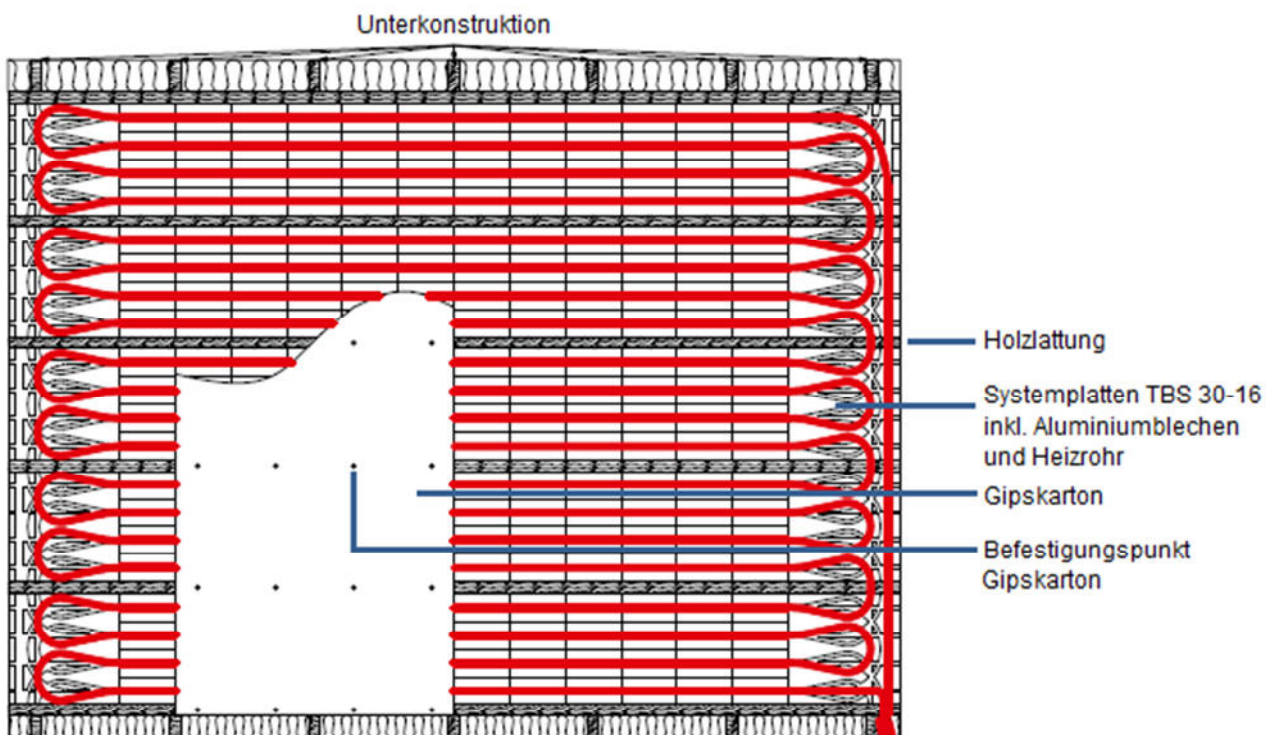 Unterkonstruktion
Holzlattung
Systemplatten TBS 30-16
inkl. Aluminiumblechen
und Heizrohr
Gipskarton
Befestigungspunkt
Gipskarton